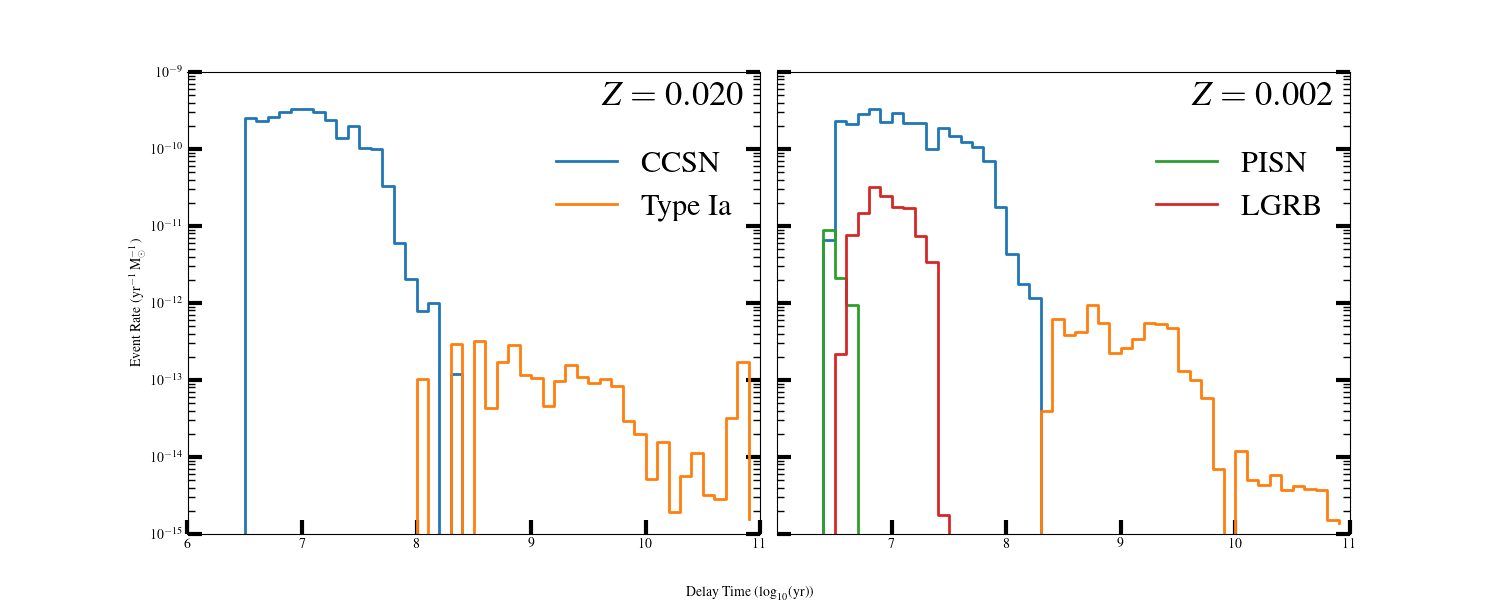 Z = 0.020
CCSN
Type Ia
Z = 0.002
PISN
LGRB
Event Rate (yr⁻¹ M☉⁻¹)
10⁻⁹
10⁻¹⁰
10⁻¹¹
10⁻¹²
10⁻¹³
10⁻¹⁴
10⁻¹⁵
6 7 8 9 10 11
7 8 9 10 11
Delay Time (log₁₀(yr))